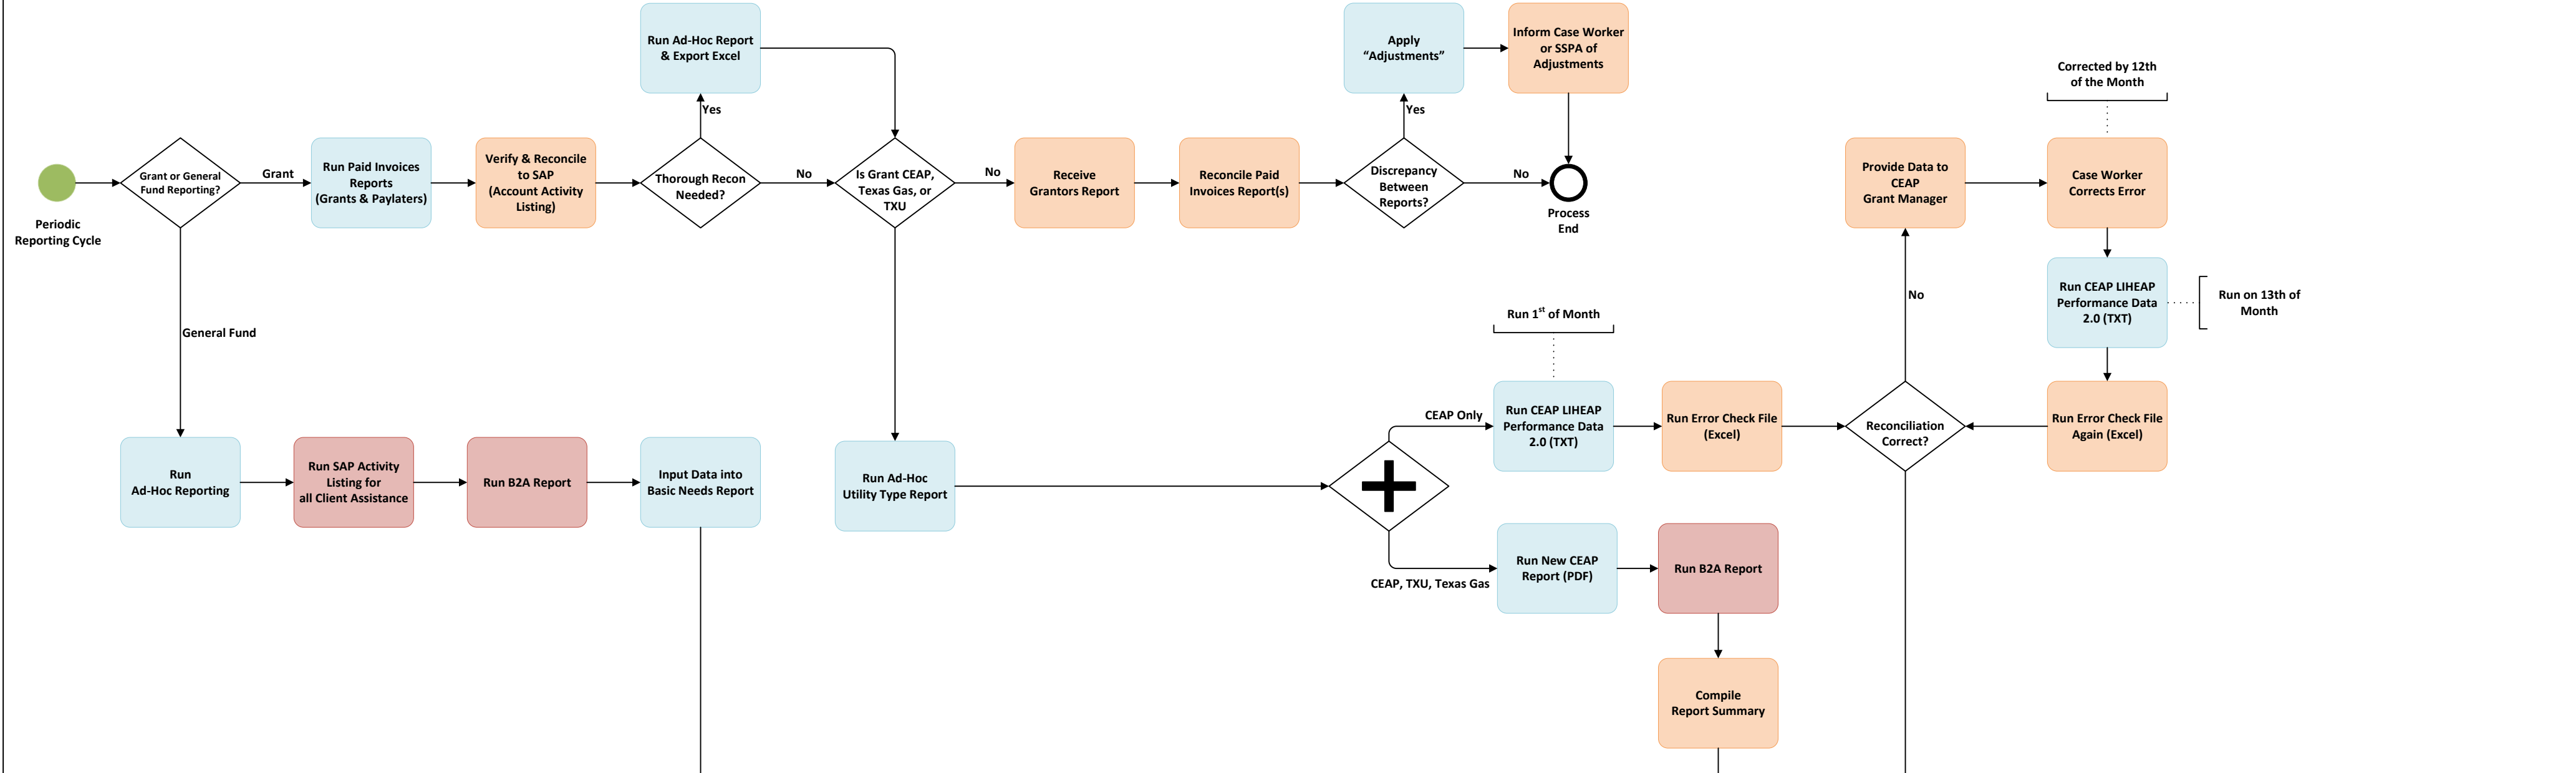 Run Ad-Hoc Report
& Export Excel
Apply
“Adjustments”
Inform Case Worker
or SSPA of
Adjustments
Corrected by 12th
of the Month
Yes
Yes
Grant or General
Fund Reporting?
Grant
Run Paid Invoices
Reports
(Grants & Paylaters)
Verify & Reconcile
to SAP
(Account Activity
Listing)
Thorough Recon
Needed?
No
Is Grant CEAP,
Texas Gas, or
TXU
No
Receive
Grantors Report
Reconcile Paid
Invoices Report(s)
Discrepancy
Between
Reports?
No
Process
End
Provide Data to
CEAP
Grant Manager
Case Worker
Corrects Error
Periodic
Reporting Cycle
General Fund
Run 1st of Month
No
Run CEAP LIHEAP
Performance Data
2.0 (TXT)
Run on 13th of
Month
CEAP Only
Run CEAP LIHEAP
Performance Data
2.0 (TXT)
Run Error Check File
(Excel)
Reconciliation
Correct?
Run Error Check File
Again (Excel)
Run
Ad-Hoc Reporting
Run SAP Activity
Listing for
all Client Assistance
Run B2A Report
Input Data into
Basic Needs Report
Run Ad-Hoc
Utility Type Report
CEAP, TXU, Texas Gas
Run New CEAP
Report (PDF)
Run B2A Report
Compile
Report Summary